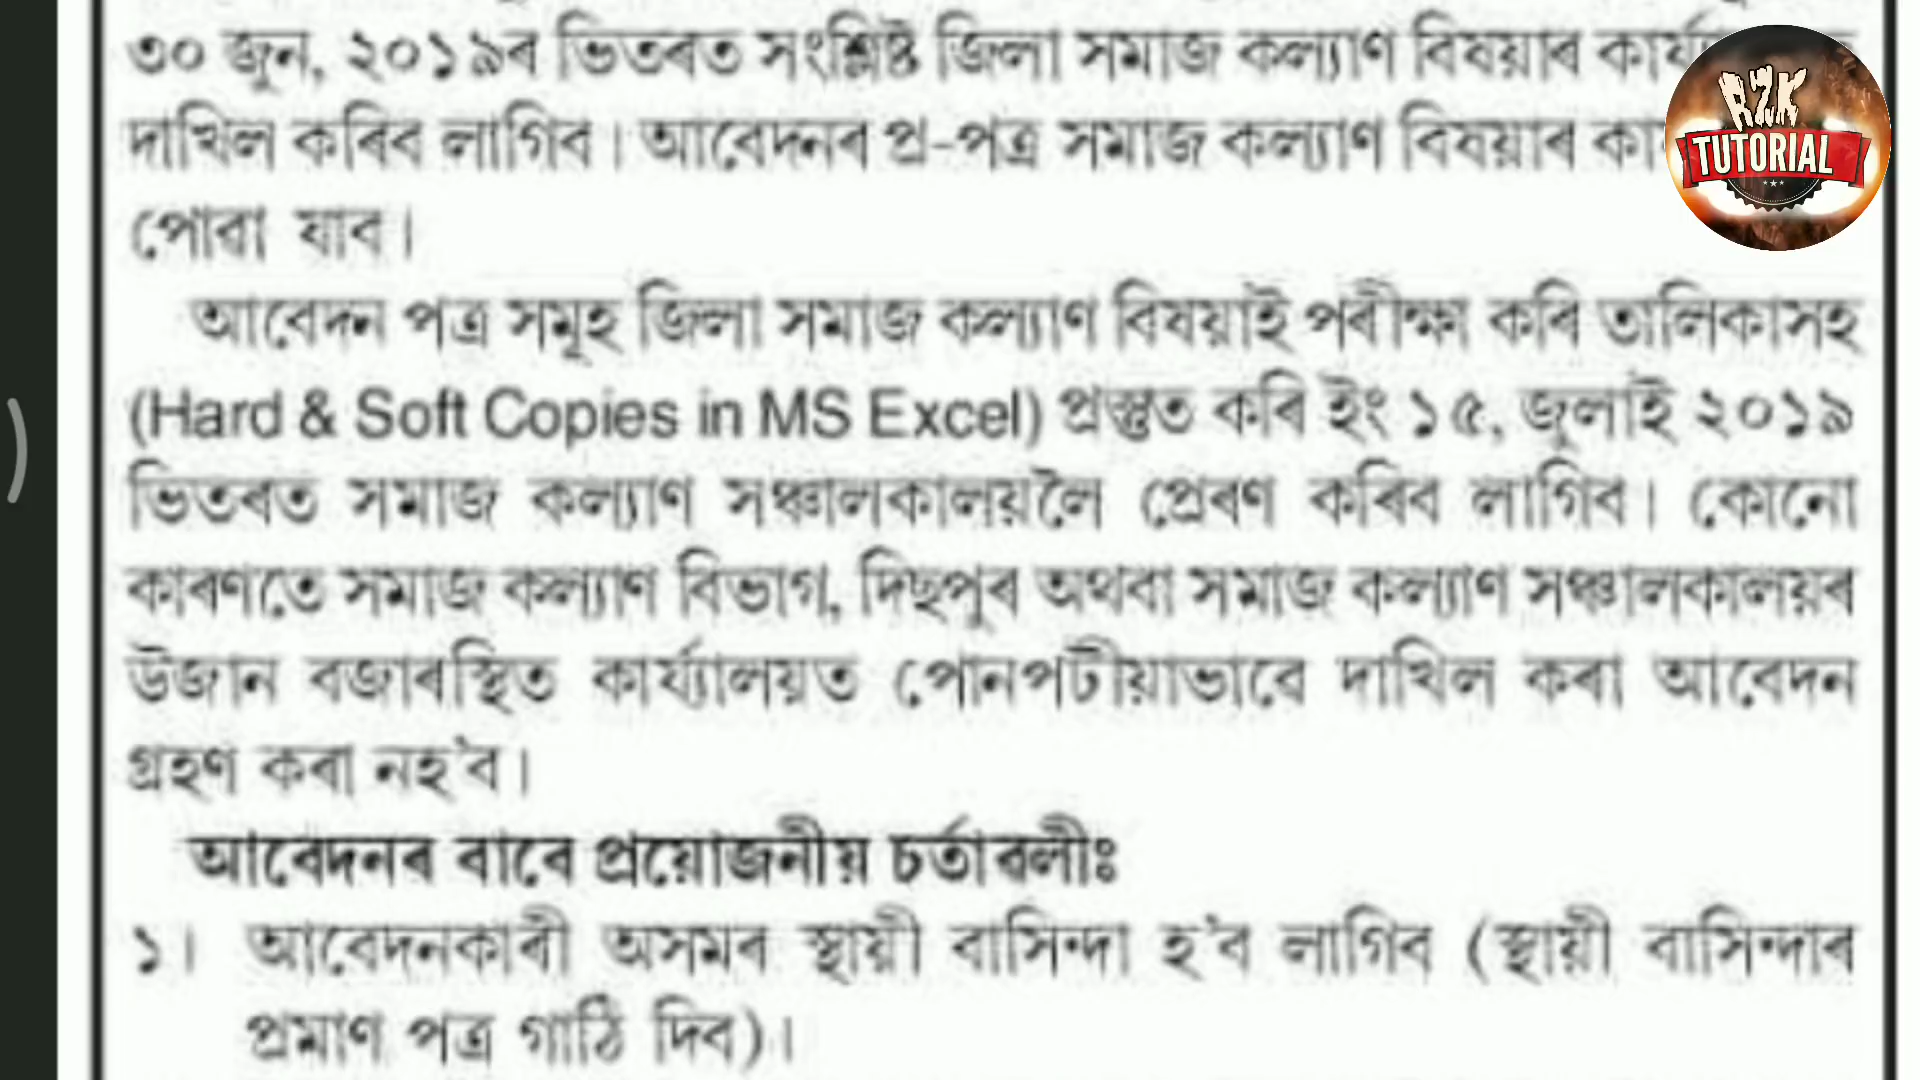 ৩০ জুন, ২০১৯ৰ ভিতৰত সংশ্লিষ্ট জিলা সমাজ কল্যাণ বিষয়াৰ
দাখিল কৰিব লাগিব। আবেদনৰ প্ৰ-পত্ৰ সমাজ কল্যাণ বিষয়াৰ
পোৱা যাব।
আবেদন পত্ৰ সমূহ জিলা সমাজ কল্যাণ বিষয়াই পৰীক্ষা কৰি তালিকাসহ
(Hard & Soft Copies in MS Excel) প্ৰস্তুত কৰি ইং ১৫, জুলাই ২০১৯
ভিতৰত সমাজ কল্যাণ সঞ্চালকালয়লৈ প্ৰেৰণ কৰিব লাগিব। কোনো
কাৰণতে সমাজ কল্যাণ বিভাগ, দিছপুৰ অথবা সমাজ কল্যাণ সঞ্চালকালয়ৰ
উজান বজাৰস্থিত কাৰ্য্যালয়ত পোনপটীয়াভাবে দাখিল কৰা আবেদন
গ্ৰহণ কৰা নহ'ব।
আবেদনৰ বাবে প্ৰয়োজনীয় চৰ্তাৱলীঃ
১। আবেদনকাৰী অসমৰ স্থায়ী বাসিন্দা হ'ব লাগিব (স্থায়ী বাসিন্দাৰ
প্ৰমাণ পত্ৰ গাঠি দিব)।
RZK
TUTORIAL